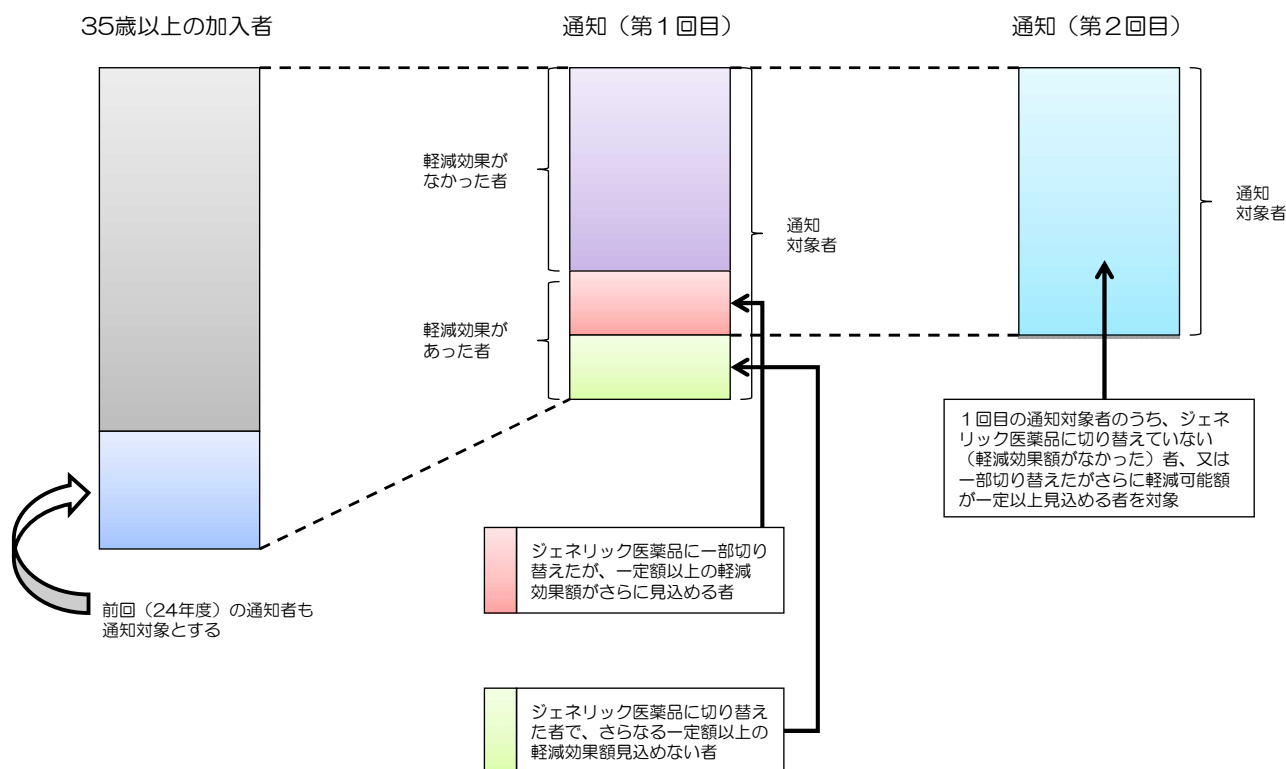 35歳以上の加入者
通知（第１回目）
通知（第２回目）
軽減効果が
なかった者
通知
対象者
通知
対象者
軽減効果が
あった者
１回目の通知対象者のうち、ジェネ
リック医薬品に切り替えていない
（軽減効果額がなかった）者、又は
一部切り替えたがさらに軽減可能額
が一定以上見込める者を対象
ジェネリック医薬品に一部切り
替えたが、一定額以上の軽減
効果額がさらに見込める者
前回（24年度）の通知者も
通知対象とする
ジェネリック医薬品に切り替え
た者で、さらなる一定額以上の
軽減効果額見込めない者